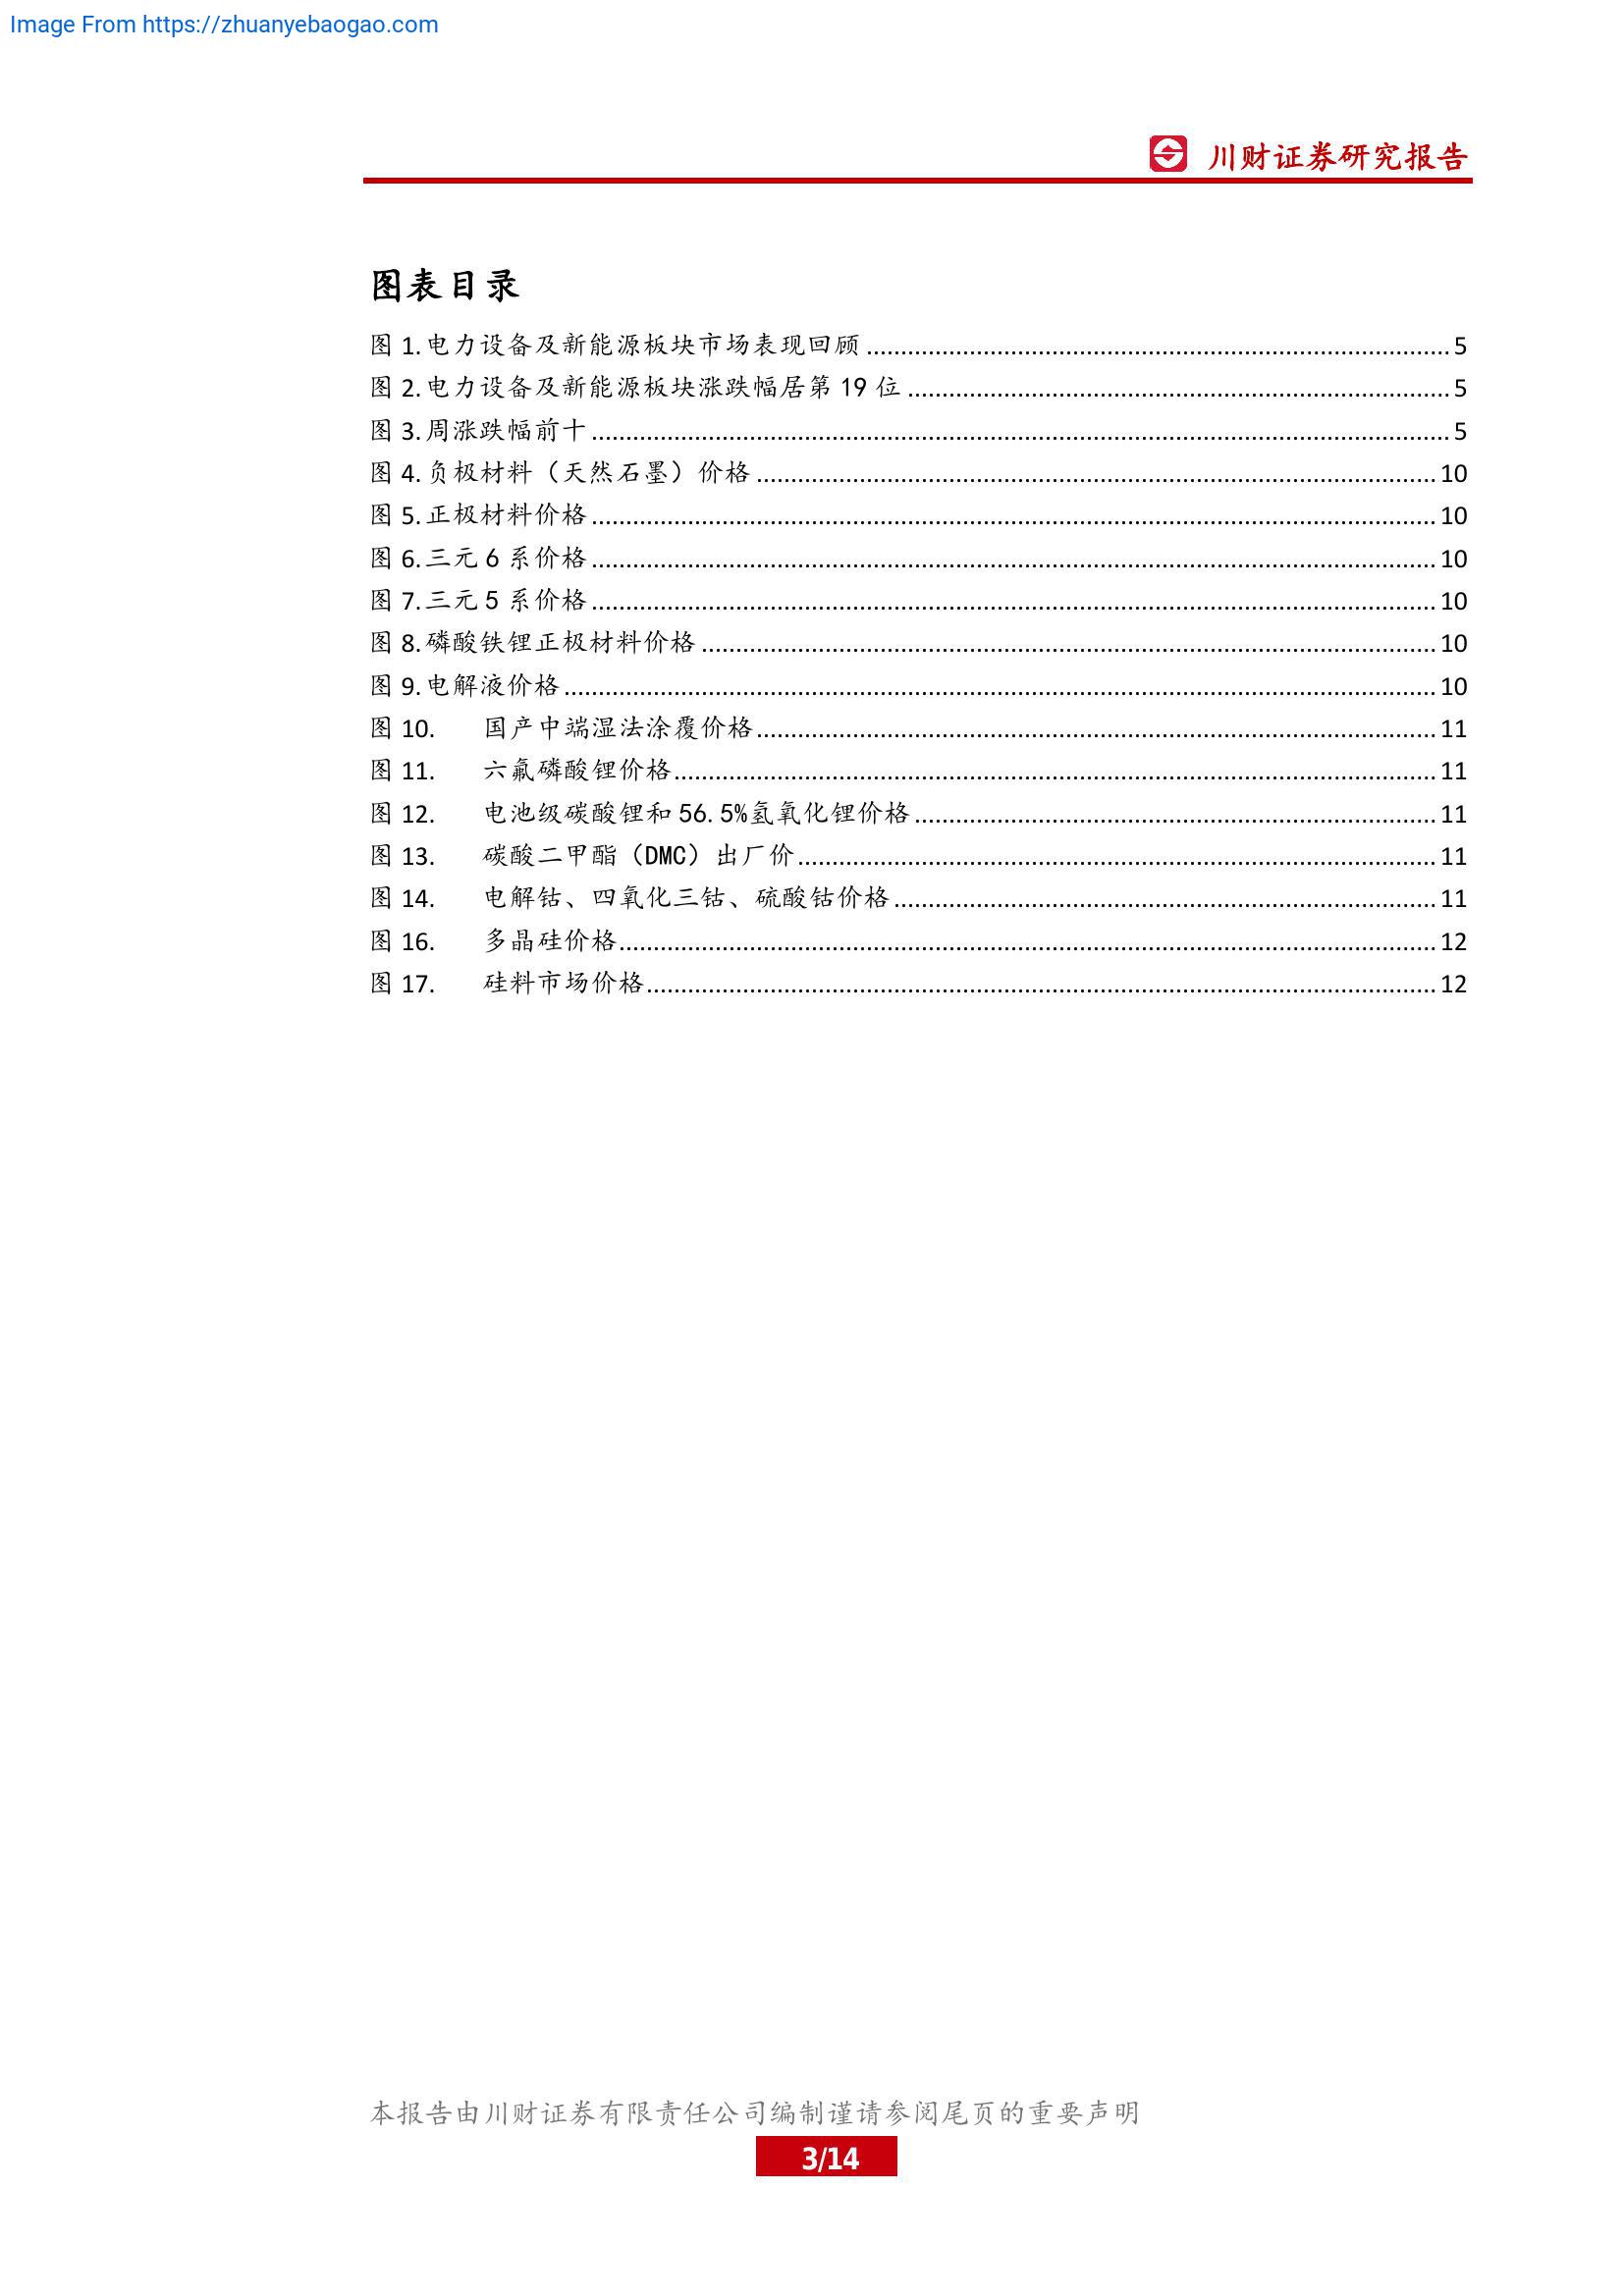 Image From https://zhuanyebaogao.com
川财证券研究报告
图表目录
图 1. 电力设备及新能源板块市场表现回顾 ........ 5
图 2. 电力设备及新能源板块涨跌幅居第 19 位 ........ 5
图 3. 周涨跌幅前十 ........ 5
图 4. 负极材料（天然石墨）价格 ........ 10
图 5. 正极材料价格 ........ 10
图 6. 三元 6 系价格 ........ 10
图 7. 三元 5 系价格 ........ 10
图 8. 磷酸铁锂正极材料价格 ........ 10
图 9. 电解液价格 ........ 10
图 10. 国产中端湿法涂覆价格 ........ 11
图 11. 六氟磷酸锂价格 ........ 11
图 12. 电池级碳酸锂和 56.5%氢氧化锂价格 ........ 11
图 13. 碳酸二甲酯（DMC）出厂价 ........ 11
图 14. 电解钴、四氧化三钴、硫酸钴价格 ........ 11
图 16. 多晶硅价格 ........ 12
图 17. 硅料市场价格 ........ 12
本报告由川财证券有限责任公司编制谨请参阅尾页的重要声明
3/14